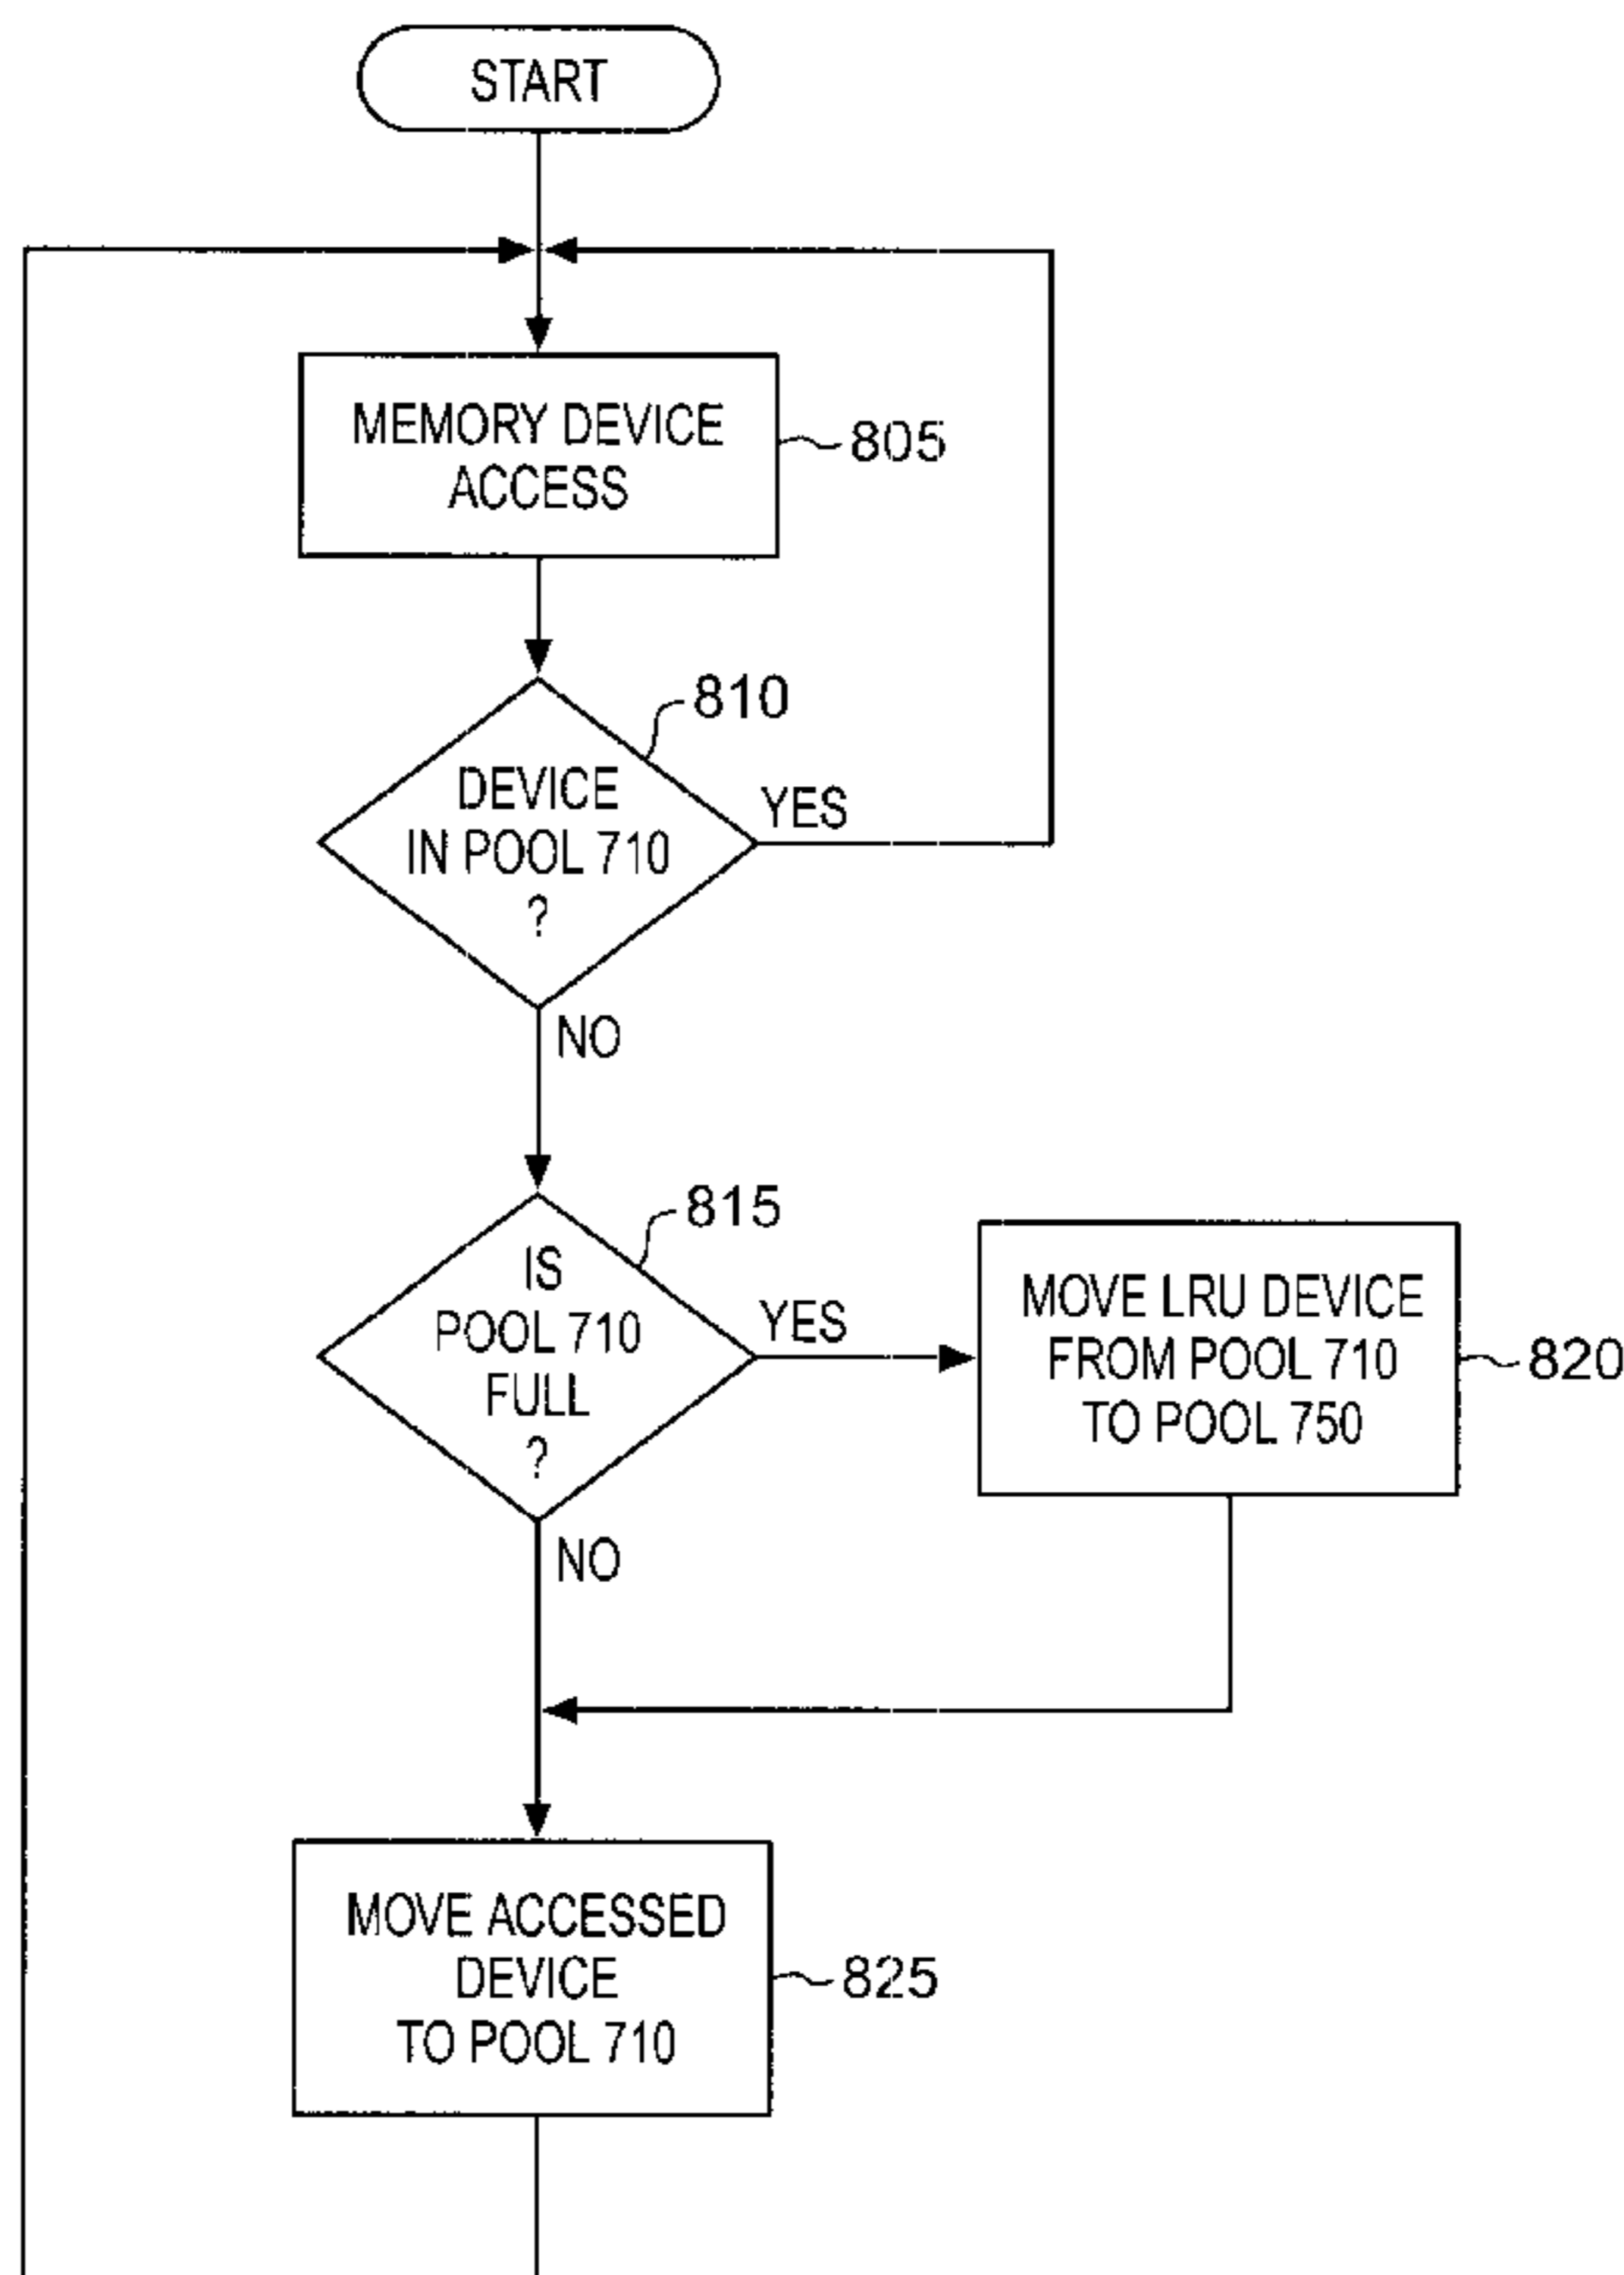 START
MEMORY DEVICE
ACCESS
805
810
DEVICE
IN POOL 710
?
YES
NO
815
IS
POOL 710
FULL
?
YES
NO
MOVE LRU DEVICE
FROM POOL 710
TO POOL 750
820
MOVE ACCESSED
DEVICE
TO POOL 710
825